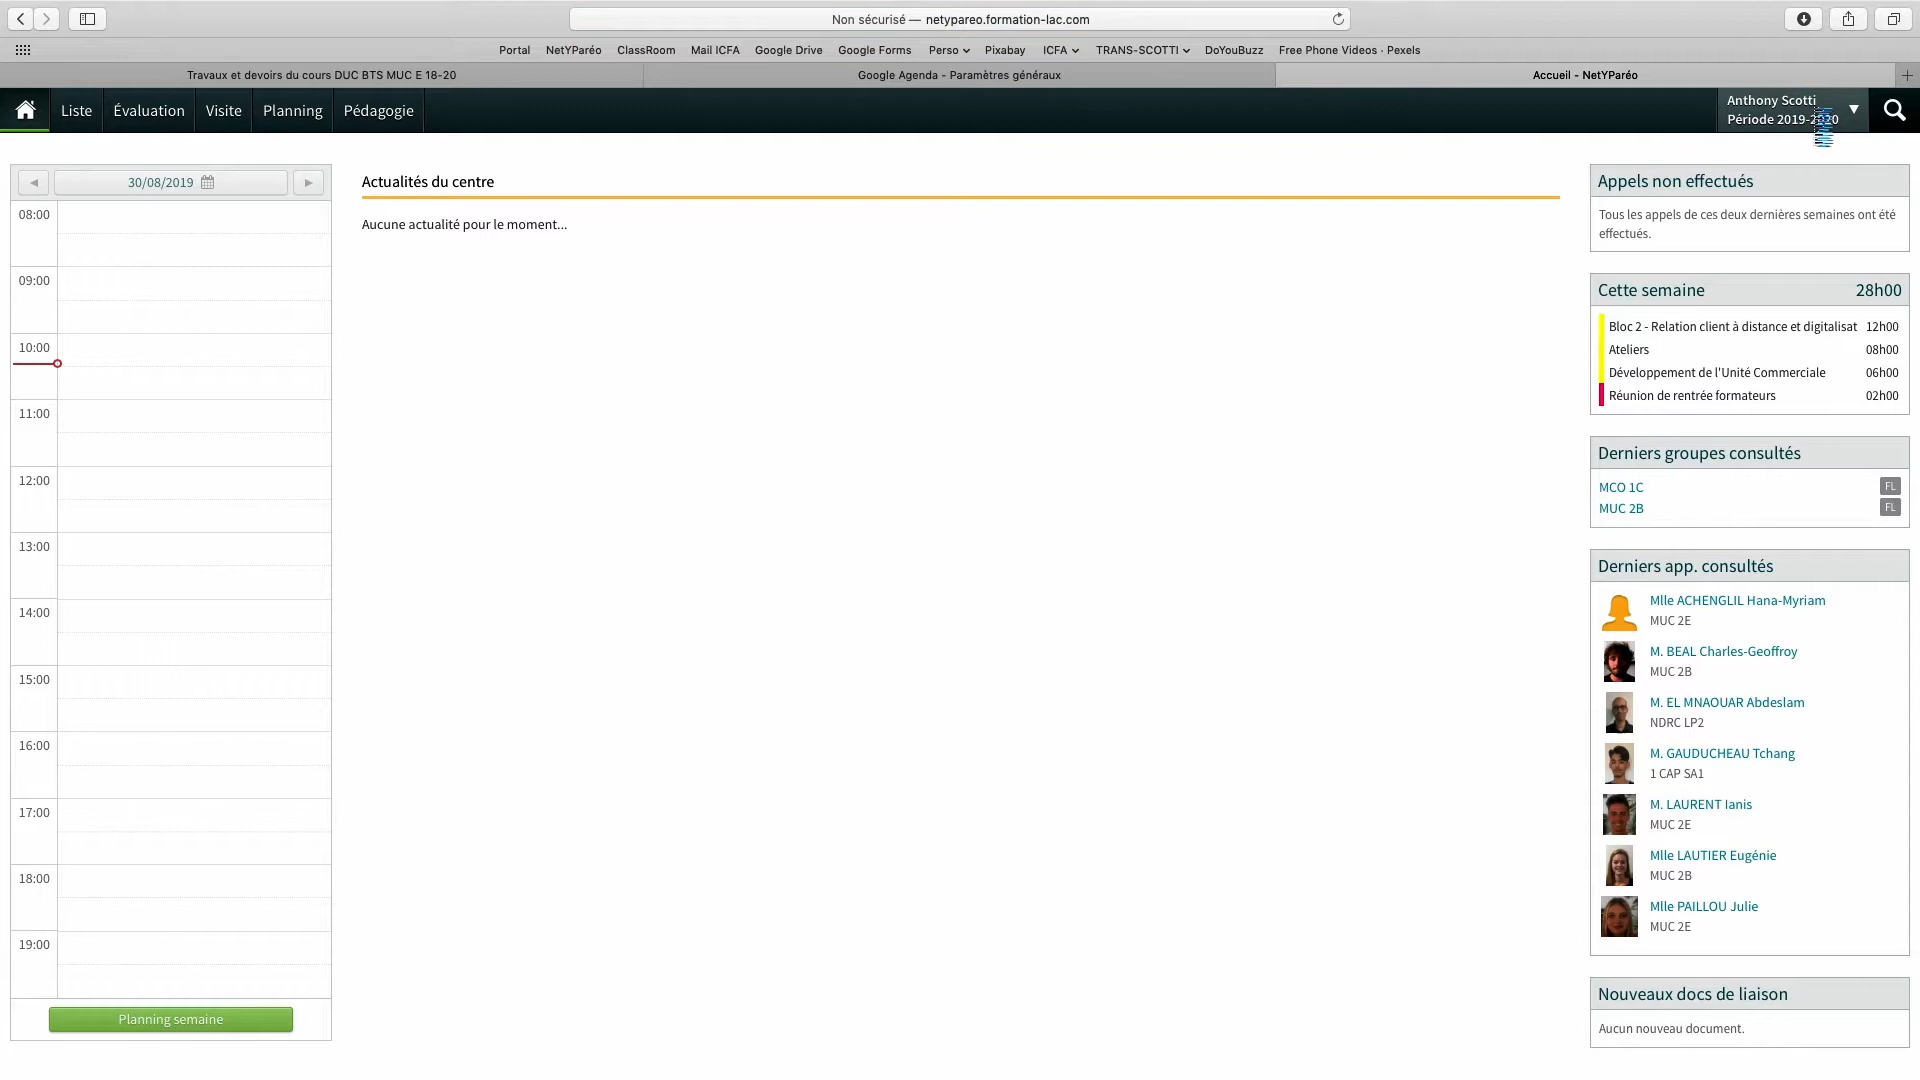 Non sécurisé — netypareo.formation-lac.com
Portal
NetYParéo
ClassRoom
Mail ICFA
Google Drive
Google Forms
Perso
Pixabay
ICFA
TRANS-SCOTTI
DoYouBuzz
Free Phone Videos · Pexels
Travaux et devoirs du cours DUC BTS MUC E 18-20
Google Agenda - Paramètres généraux
Accueil - NetYParéo
Liste
Évaluation
Visite
Planning
Pédagogie
Anthony Scotti
Période 2019-2020
30/08/2019
08:00
09:00
10:00
11:00
12:00
13:00
14:00
15:00
16:00
17:00
18:00
19:00
Planning semaine
Actualités du centre
Aucune actualité pour le moment...
Appels non effectués
Tous les appels de ces deux dernières semaines ont été
effectués.
Cette semaine 28h00
Bloc 2 - Relation client à distance et digitalisat 12h00
Ateliers 08h00
Développement de l'Unité Commerciale 06h00
Réunion de rentrée formateurs 02h00
Derniers groupes consultés
MCO 1C FL
MUC 2B FL
Derniers app. consultés
Mlle ACHENGLIL Hana-Myriam
MUC 2E
M. BEAL Charles-Geoffroy
MUC 2B
M. EL MNAOUAR Abdeslam
NDRC LP2
M. GAUDUCHEAU Tchang
1 CAP SA1
M. LAURENT Ianis
MUC 2E
Mlle LAUTIER Eugénie
MUC 2B
Mlle PAILLOU Julie
MUC 2E
Nouveaux docs de liaison
Aucun nouveau document.